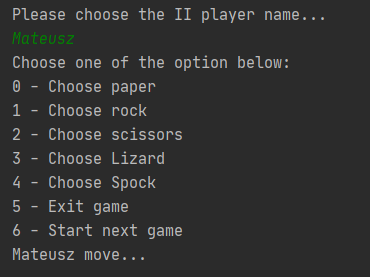 Please choose the II player name...
Mateusz
Choose one of the option below:
0 - Choose paper
1 - Choose rock
2 - Choose scissors
3 - Choose Lizard
4 - Choose Spock
5 - Exit game
6 - Start next game
Mateusz move...